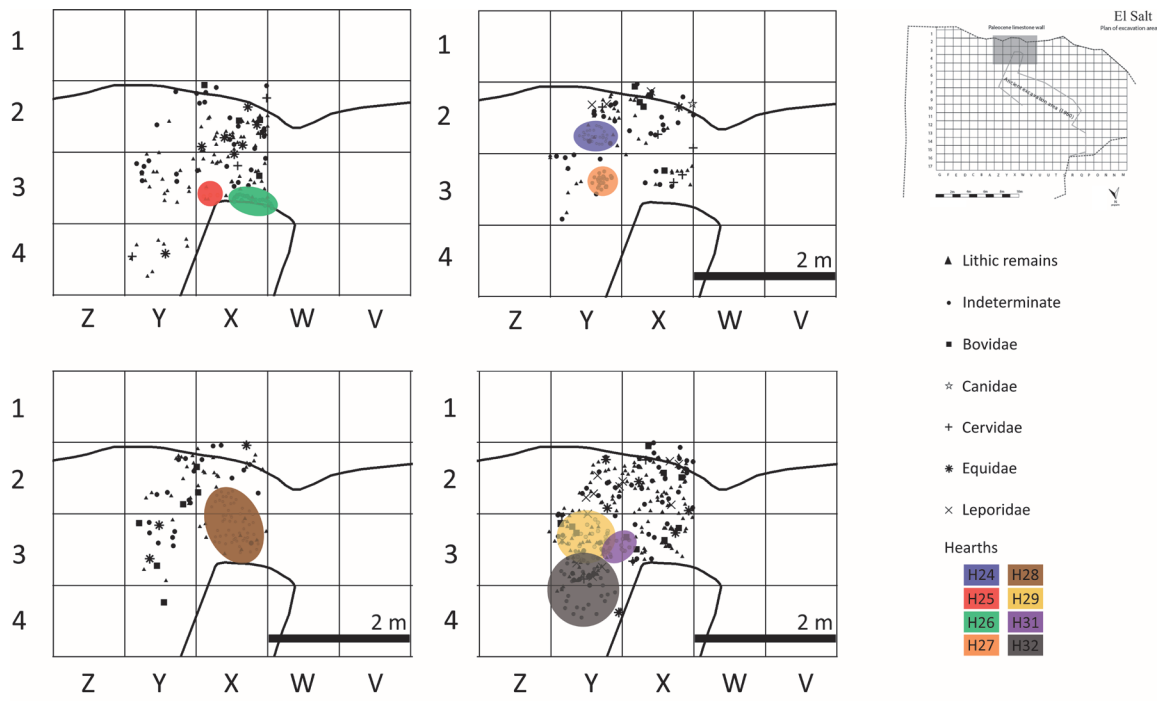 1
2
3
4
Z Y X W V
1
2
3
4
2 m
Z Y X W V
1
2
3
4
2 m
Z Y X W V
1
2
3
4
2 m
Z Y X W V
El Salt
Plan of excavation area
Paleocene limestone wall
Lithic remains
Indeterminate
Bovidae
Canidae
Cervidae
Equidae
Leporidae
Hearths
H24 H28
H25 H29
H26 H31
H27 H32